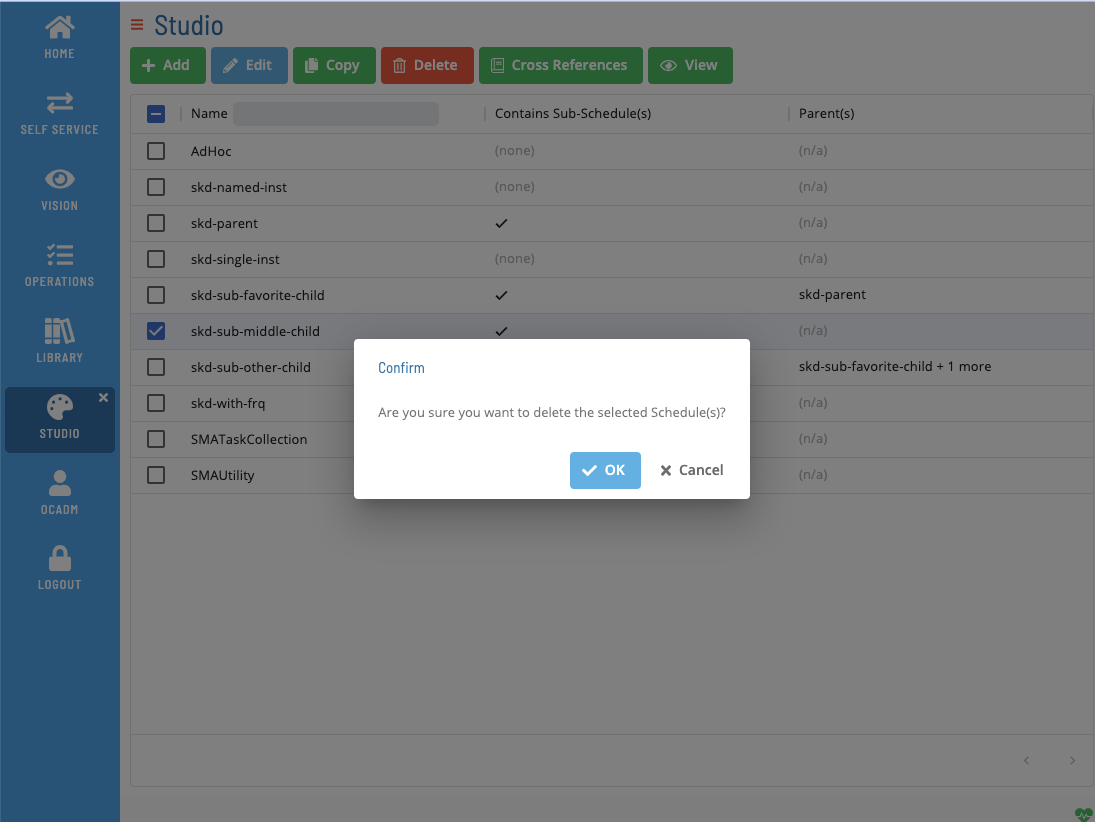 Studio
HOME
SELF SERVICE
VISION
OPERATIONS
LIBRARY
STUDIO
OCADM
LOGOUT
Add Edit Copy Delete Cross References View
Name Contains Sub-Schedule(s) Parent(s)
AdHoc (none) (n/a)
skd-named-inst (none) (n/a)
skd-parent (n/a)
skd-single-inst (none) (n/a)
skd-sub-favorite-child skd-parent
skd-sub-middle-child (n/a)
skd-sub-other-child skd-sub-favorite-child + 1 more
skd-with-frq (n/a)
SMATaskCollection (n/a)
SMAUtility (n/a)
Confirm
Are you sure you want to delete the selected Schedule(s)?
OK Cancel